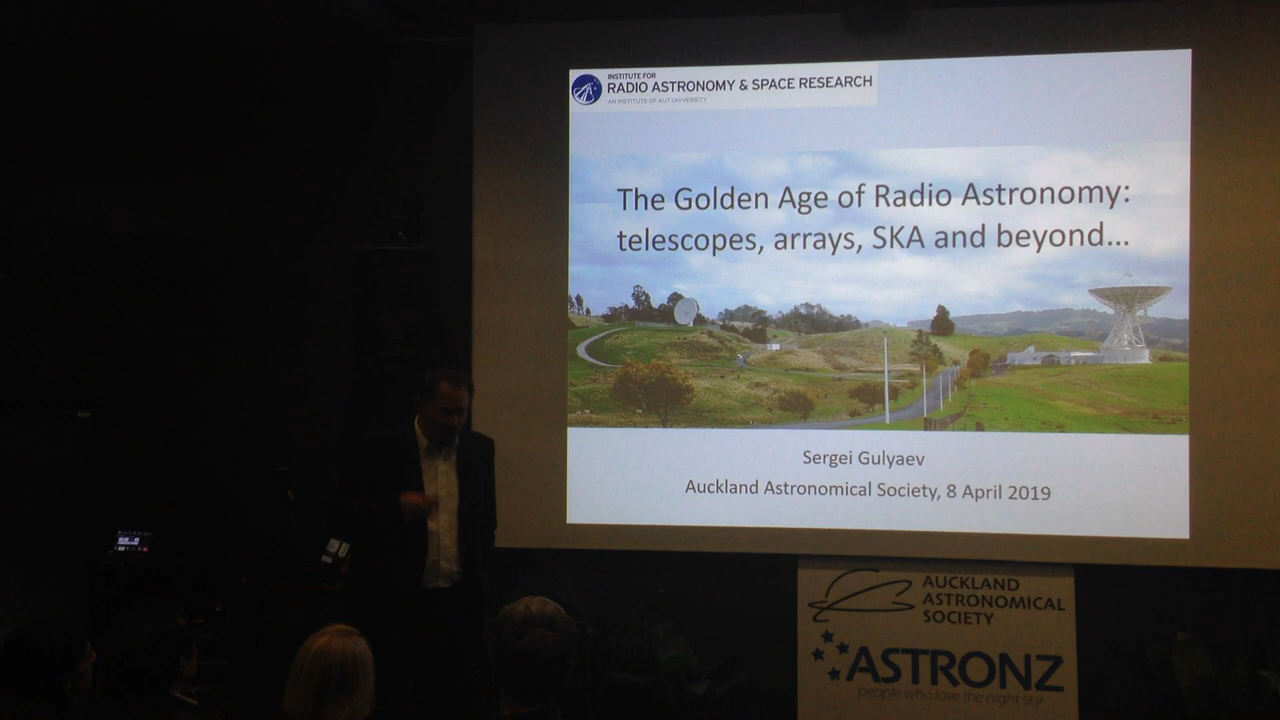 INSTITUTE FOR
RADIO ASTRONOMY & SPACE RESEARCH
AN INSTITUTE OF AUT UNIVERSITY
The Golden Age of Radio Astronomy:
telescopes, arrays, SKA and beyond...
Sergei Gulyaev
Auckland Astronomical Society, 8 April 2019
AUCKLAND
ASTRONOMICAL
SOCIETY
ASTRONZ
people who love the night sky